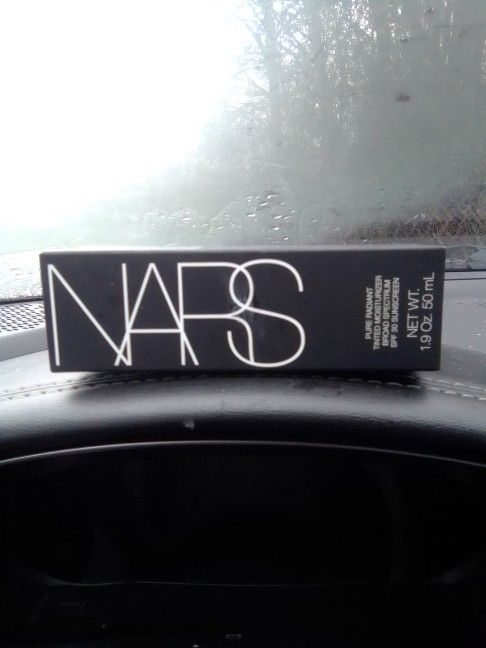 NARS
PURE RADIANT
TINTED MOISTURIZER
BROAD SPECTRUM
SPF 30 SUNSCREEN
NET WT.
1.9 Oz. 50 mL